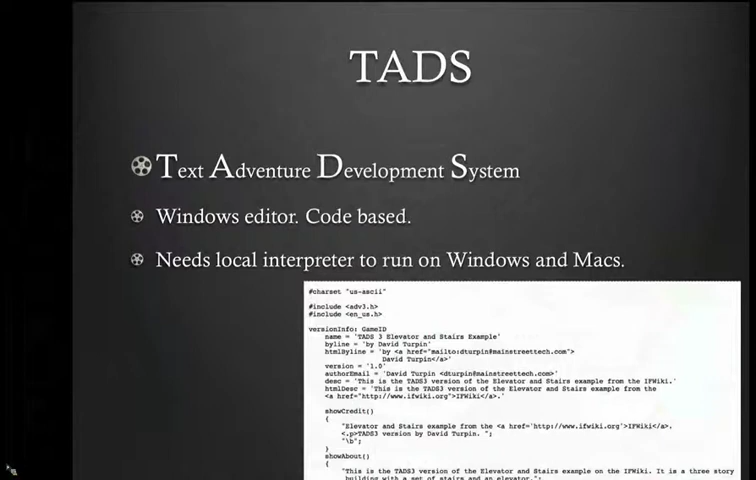 TADS
Text Adventure Development System
Windows editor. Code based.
Needs local interpreter to run on Windows and Macs.
#charset "us-ascii"
#include <adv3.h>
#include <en_us.h>
versionInfo: GameID
name = 'TADS 3 Elevator and Stairs Example'
byline = 'by David Turpin'
htmlByline = 'by <a href="mailto:dturpin@mainstreettech.com">
David Turpin</a>'
version = '1.0'
authorEmail = 'David Turpin <dturpin@mainstreettech.com>'
desc = 'This is the TADS3 version of the Elevator and Stairs example from the IFWiki.'
htmlDesc = 'This is the TADS3 version of the Elevator and Stairs example from the
<a href="http://www.ifwiki.org">IFWiki</a>.'
showCredit()
{
"Elevator and Stairs example from the <a href='http://www.ifwiki.org'>IFWiki</a>.
<.p>TADS3 version by David Turpin. ";
"\b";
}
showAbout()
{
"This is the TADS3 version of the Elevator and Stairs example on the IFWiki. It is a three story
building with a set of stairs and an elevator.";